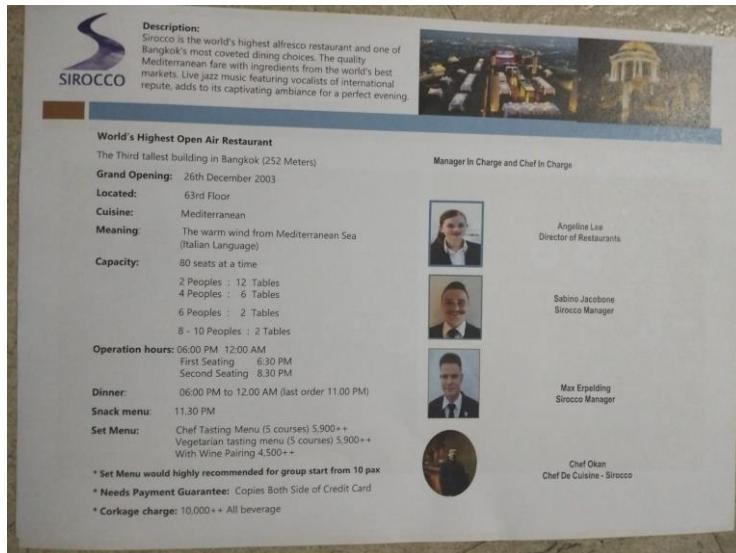 SIROCCO
Description:
Sirocco is the world's highest alfresco restaurant and one of
Bangkok's most coveted dining choices. The quality
Mediterranean fare with ingredients from the world's best
markets. Live jazz music featuring vocalists of international
repute, adds to its captivating ambiance for a perfect evening.
World's Highest Open Air Restaurant
The Third tallest building in Bangkok (252 Meters)
Grand Opening: 26th December 2003
Located: 63rd Floor
Cuisine: Mediterranean
Meaning: The warm wind from Mediterranean Sea
(Italian Language)
Capacity: 80 seats at a time
2 Peoples : 12 Tables
4 Peoples : 6 Tables
6 Peoples : 2 Tables
8 - 10 Peoples : 2 Tables
Operation hours: 06:00 PM 12:00 AM
First Seating 6:30 PM
Second Seating 8.30 PM
Dinner: 06:00 PM to 12.00 AM (last order 11.00 PM)
Snack menu: 11.30 PM
Set Menu: Chef Tasting Menu (5 courses) 5,900++
Vegetarian tasting menu (5 courses) 5,900++
With Wine Pairing 4,500++
* Set Menu would highly recommended for group start from 10 pax
* Needs Payment Guarantee: Copies Both Side of Credit Card
* Corkage charge: 10,000++ All beverage
Manager In Charge and Chef In Charge
Angeline Lee
Director of Restaurants
Sabino Jacobone
Sirocco Manager
Max Erpelding
Sirocco Manager
Chef Okan
Chef De Cuisine - Sirocco